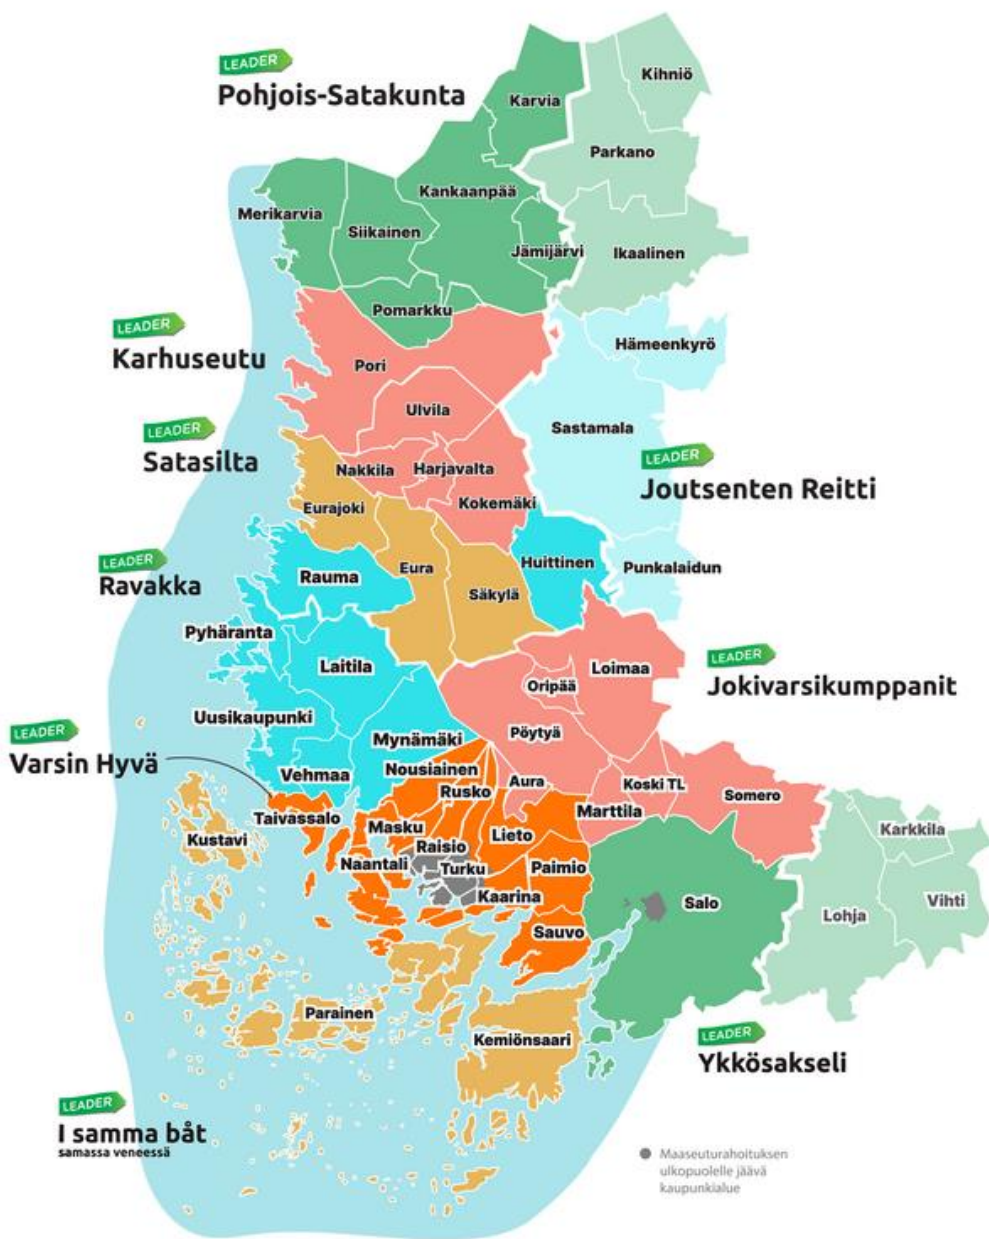 LEADER
Pohjois-Satakunta
Kihniö
Karvia
Parkano
Kankaanpää
Merikarvia
Siikainen
Jämijärvi
Ikaalinen
Pomarkku
LEADER
Karhuseutu
Hämeenkyrö
Pori
Ulvila
LEADER
Satasilta
Sastamala
LEADER
Joutsenten Reitti
Nakkila
Harjavalta
Kokemäki
Eurajoki
LEADER
Ravakka
Rauma
Eura
Säkylä
Huittinen
Punkalaidun
Pyhäranta
Laitila
Loimaa
Oripää
LEADER
Jokivarsikumppanit
Uusikaupunki
Mynämäki
Pöytyä
LEADER
Varsin Hyvä
Vehmaa
Nousiainen
Rusko
Aura
Koski TL
Marttila
Somero
Taivassalo
Kustavi
Masku
Lieto
Karkkila
Naantali
Raisio
Turku
Paimio
Kaarina
Salo
Vihti
Lohja
Sauvo
Parainen
Kemiönsaari
LEADER
Ykkösakseli
LEADER
I samma båt
samassa veneessä
Maaseuturahoituksen
ulkopuolelle jäävä
kaupunkialue